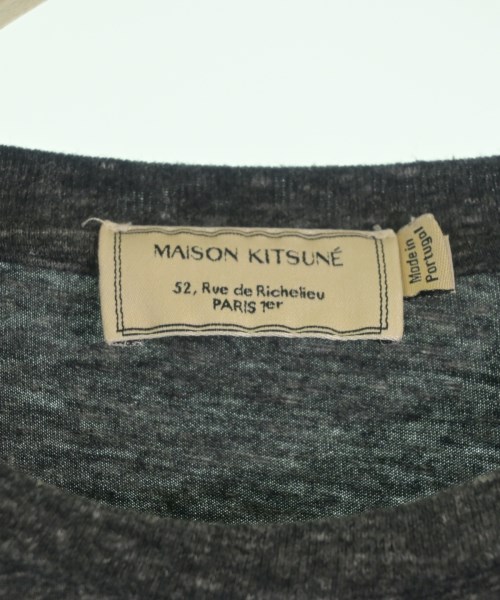 MAISON KITSUNÉ
52, Rue de Richelieu
PARIS 1er
Made in
Portugal